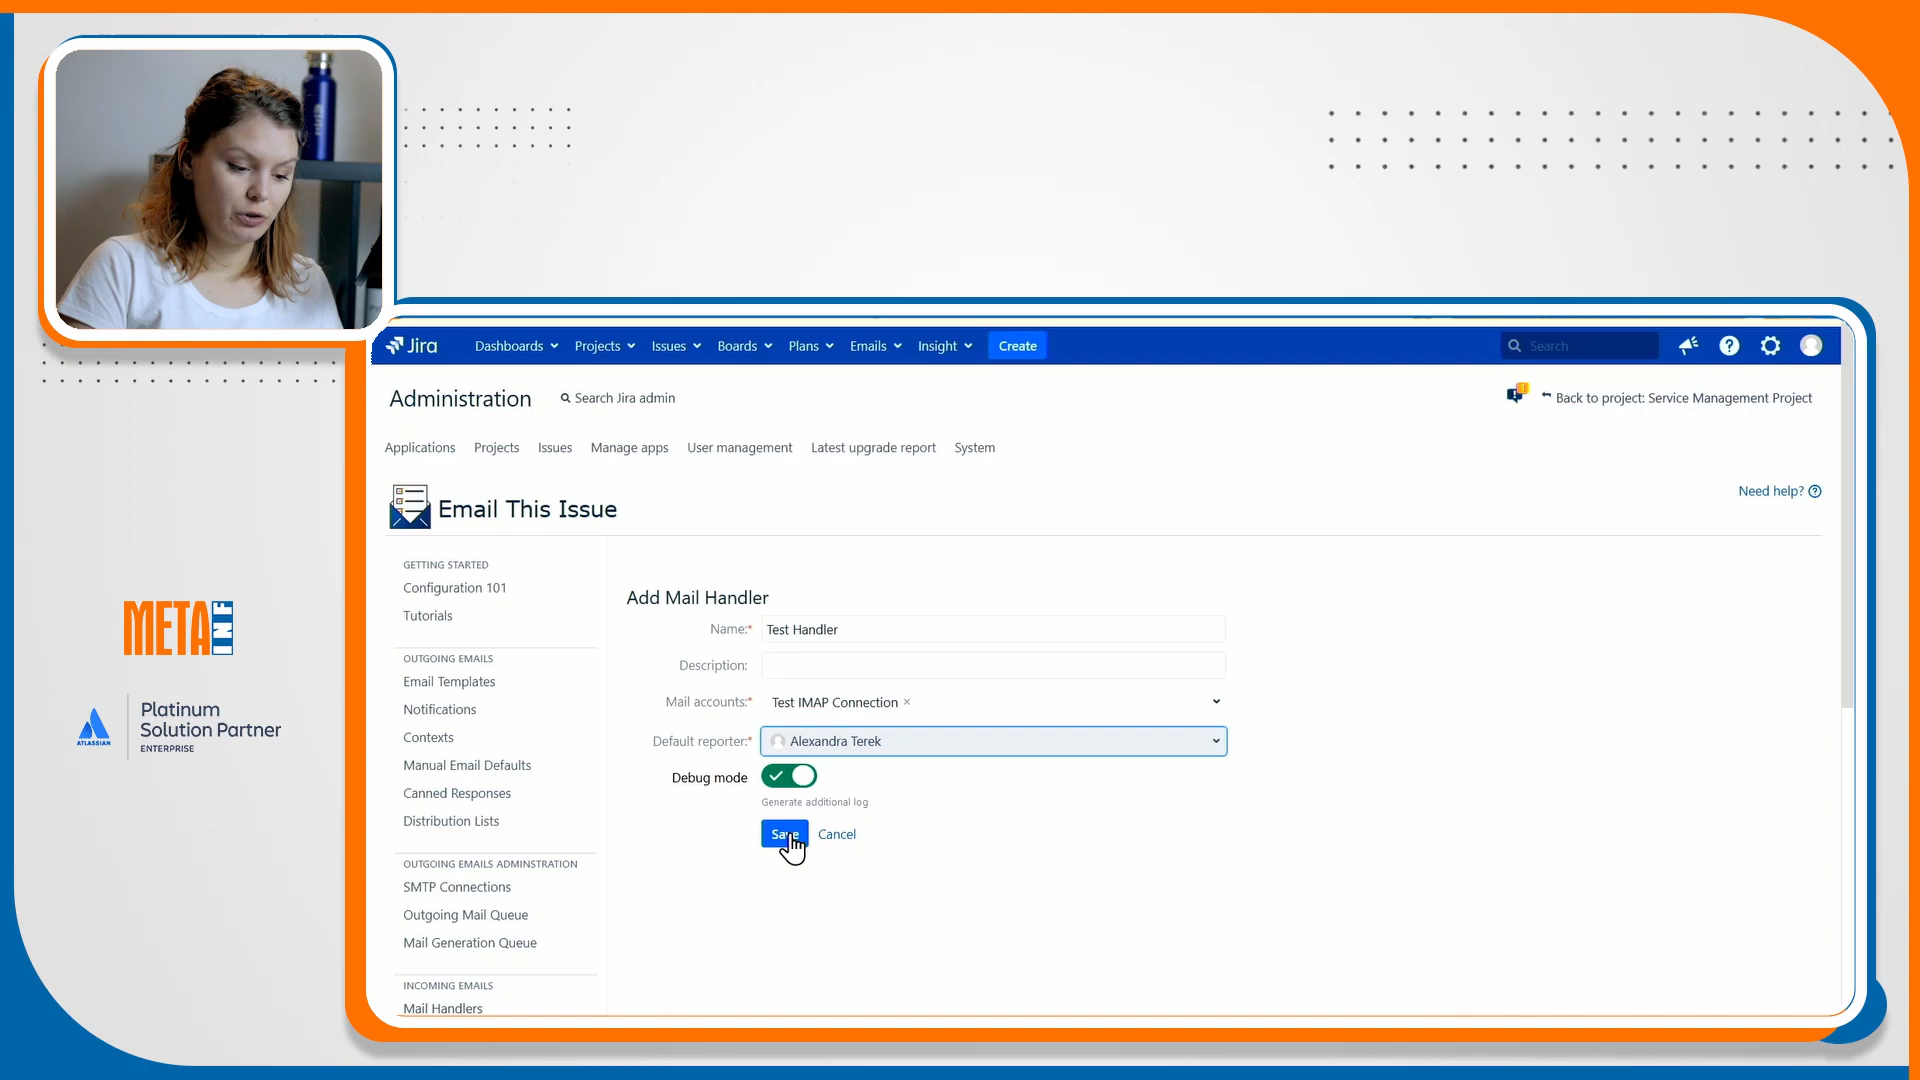 Jira
Dashboards
Projects
Issues
Boards
Plans
Emails
Insight
Create
Search
Administration
Search Jira admin
Back to project: Service Management Project
Applications
Projects
Issues
Manage apps
User management
Latest upgrade report
System
Email This Issue
Need help?
GETTING STARTED
Configuration 101
Tutorials
OUTGOING EMAILS
Email Templates
Notifications
Contexts
Manual Email Defaults
Canned Responses
Distribution Lists
OUTGOING EMAILS ADMINSTRATION
SMTP Connections
Outgoing Mail Queue
Mail Generation Queue
INCOMING EMAILS
Mail Handlers
Add Mail Handler
Name:* Test Handler
Description:
Mail accounts:* Test IMAP Connection ×
Default reporter:* Alexandra Terek
Debug mode
Generate additional log
Save Cancel
META INF
ATLASSIAN
Platinum
Solution Partner
ENTERPRISE